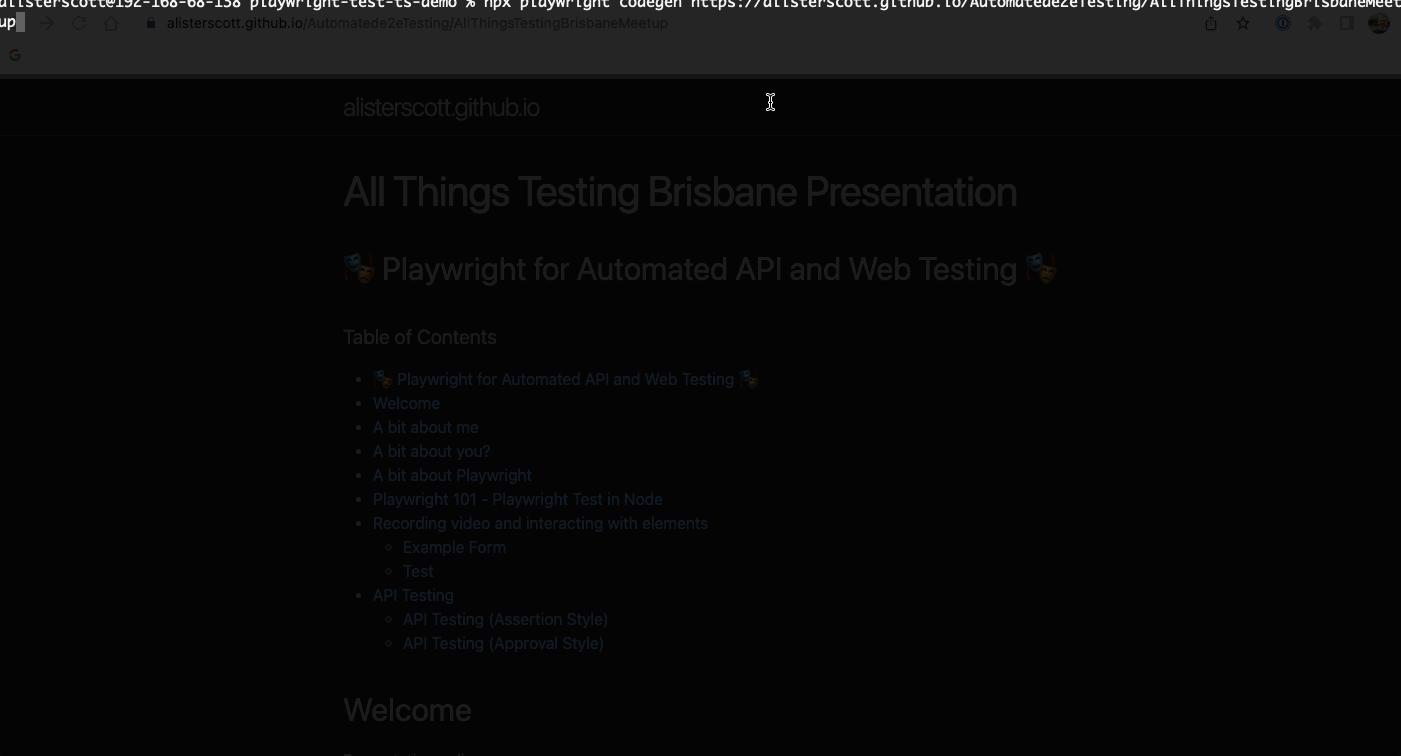 alisterscott@192-168-68-138 playwright-test-ts-demo % npx playwright codegen https://alisterscott.github.io/Automatede2eTesting/AllThingsTestingBrisbaneMeet
up
alisterscott.github.io/Automatede2eTesting/AllThingsTestingBrisbaneMeetup
alisterscott.github.io
All Things Testing Brisbane Presentation
🎭 Playwright for Automated API and Web Testing 🎭
Table of Contents
• 🎭 Playwright for Automated API and Web Testing 🎭
• Welcome
• A bit about me
• A bit about you?
• A bit about Playwright
• Playwright 101 - Playwright Test in Node
• Recording video and interacting with elements
◦ Example Form
◦ Test
• API Testing
◦ API Testing (Assertion Style)
◦ API Testing (Approval Style)
Welcome